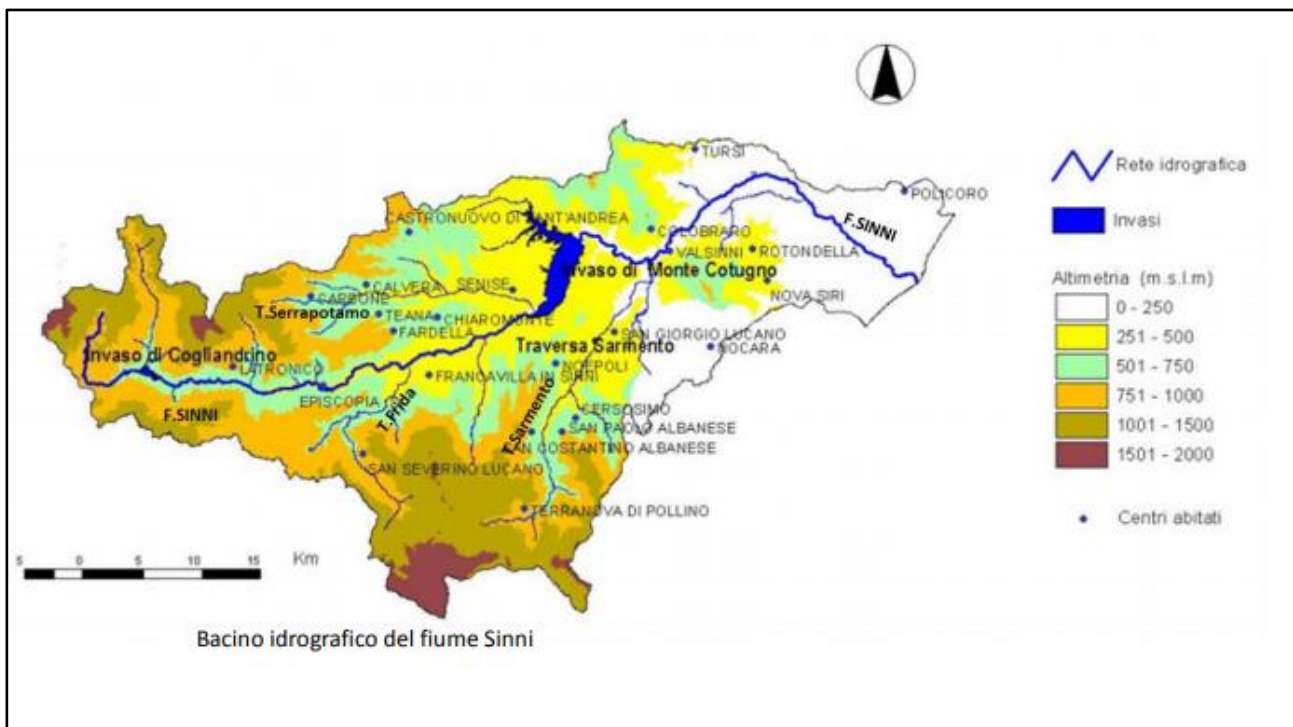 TURSI
Rete idrografica
POLICORO
CASTRONUOVO DI SANT'ANDREA
F.SINNI
COLOBRARO
Invasi
VALSINNI
ROTONDELLA
Invaso di Monte Cotugno
Altimetria (m.s.l.m)
CALVERA
SENISE
NOVA SIRI
0 - 250
CARBONE
T.Serrapotamo
TEANA
CHIAROMONTE
251 - 500
FARDELLA
SAN GIORGIO LUCANO
Traversa Sarmento
NOCARA
501 - 750
Invaso di Cogliandrino
LATRONICO
NOEPOLI
FRANCAVILLA IN SINNI
751 - 1000
EPISCOPIA
F.SINNI
T.Frida
T.Sarmento
CERSOSIMO
1001 - 1500
SAN PAOLO ALBANESE
SAN COSTANTINO ALBANESE
1501 - 2000
SAN SEVERINO LUCANO
TERRANOVA DI POLLINO
Centri abitati
5 0 5 10 15 Km
Bacino idrografico del fiume Sinni